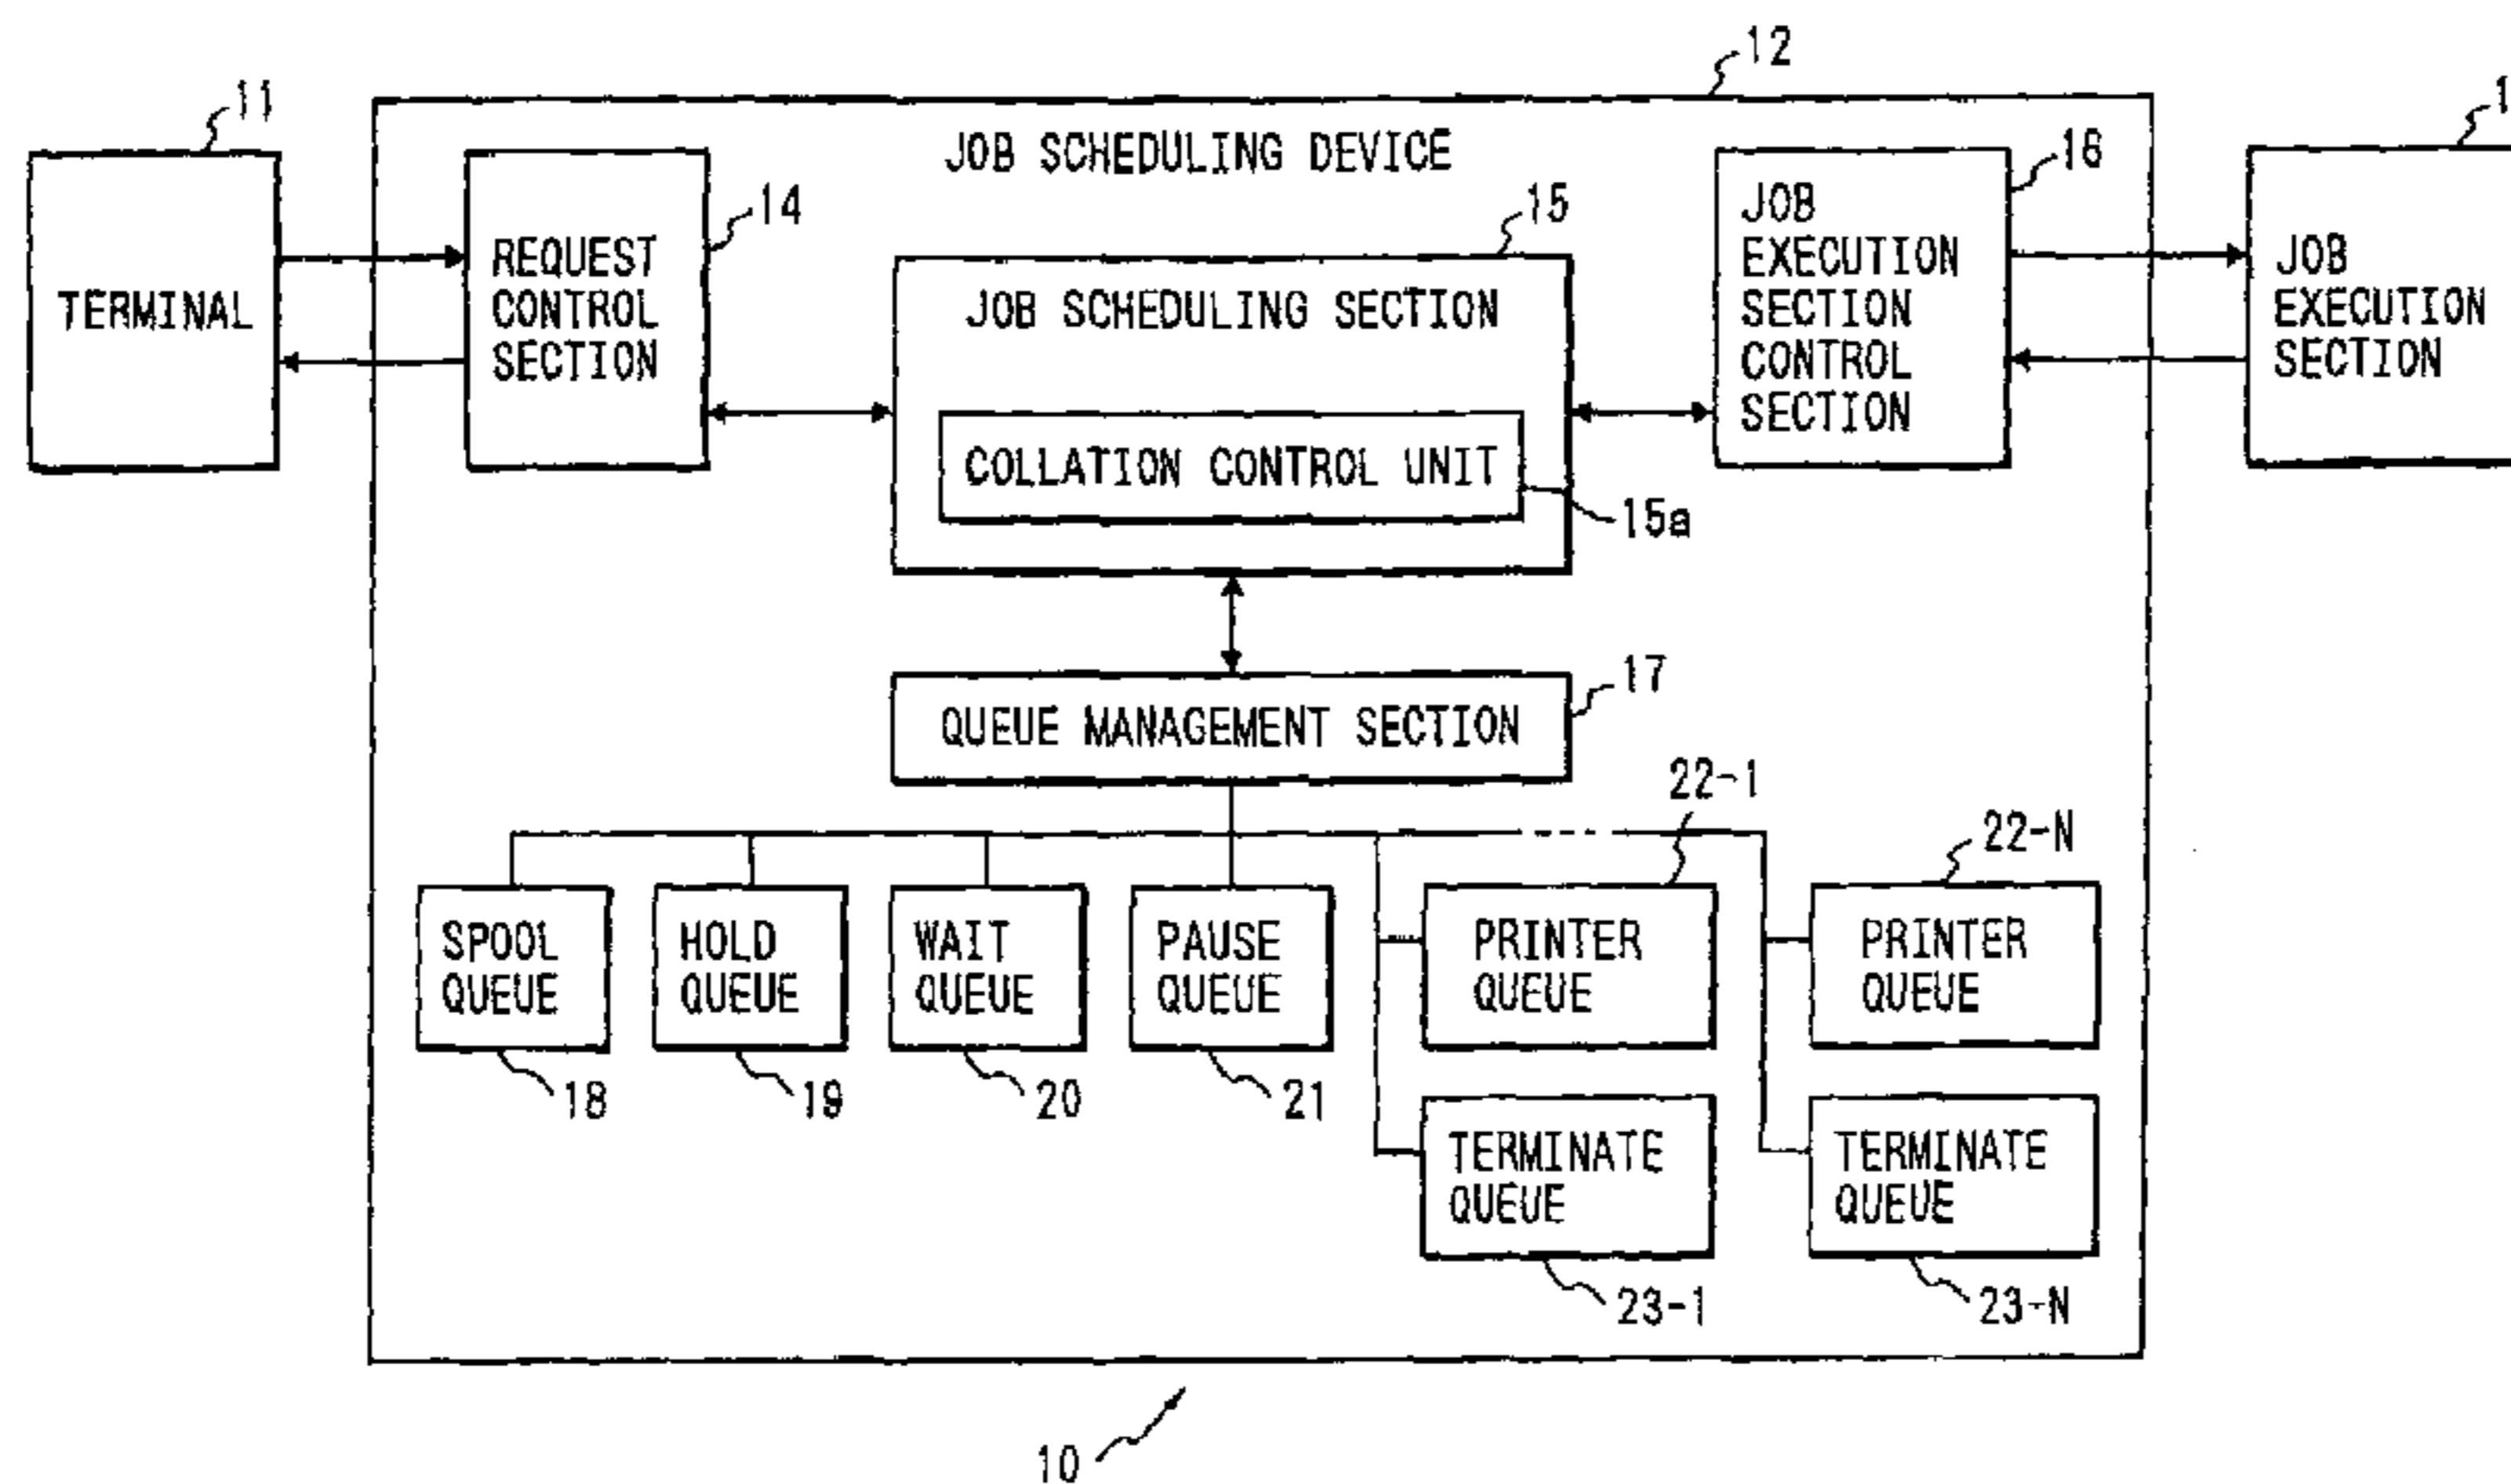 12
11
1
JOB SCHEDULING DEVICE
16
14
15
JOB
EXECUTION
SECTION
CONTROL
SECTION
REQUEST
CONTROL
SECTION
TERMINAL
JOB SCHEDULING SECTION
JOB
EXECUTION
SECTION
COLLATION CONTROL UNIT
15a
17
QUEUE MANAGEMENT SECTION
22-1
22-N
SPOOL
QUEUE
HOLD
QUEUE
WAIT
QUEUE
PAUSE
QUEUE
PRINTER
QUEUE
PRINTER
QUEUE
18
19
20
21
TERMINATE
QUEUE
TERMINATE
QUEUE
23-1
23-N
10